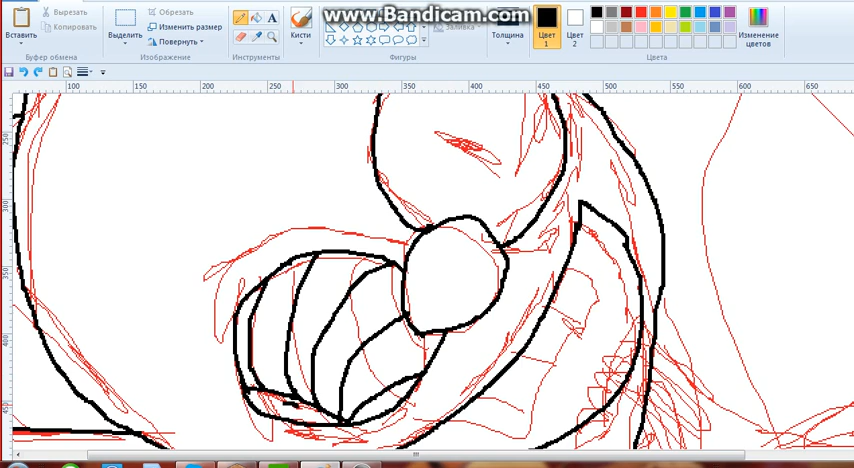 www.Bandicam.com
Вставить
Буфер обмена
Вырезать
Копировать
Выделить
Обрезать
Изменить размер
Повернуть
Изображение
A
Инструменты
Кисти
Заливка
Фигуры
Толщина
Цвет 1
Цвет 2
Изменение цветов
Цвета
100 150 200 250 300 350 400 450 500 550 600 650
250
300
350
400
450